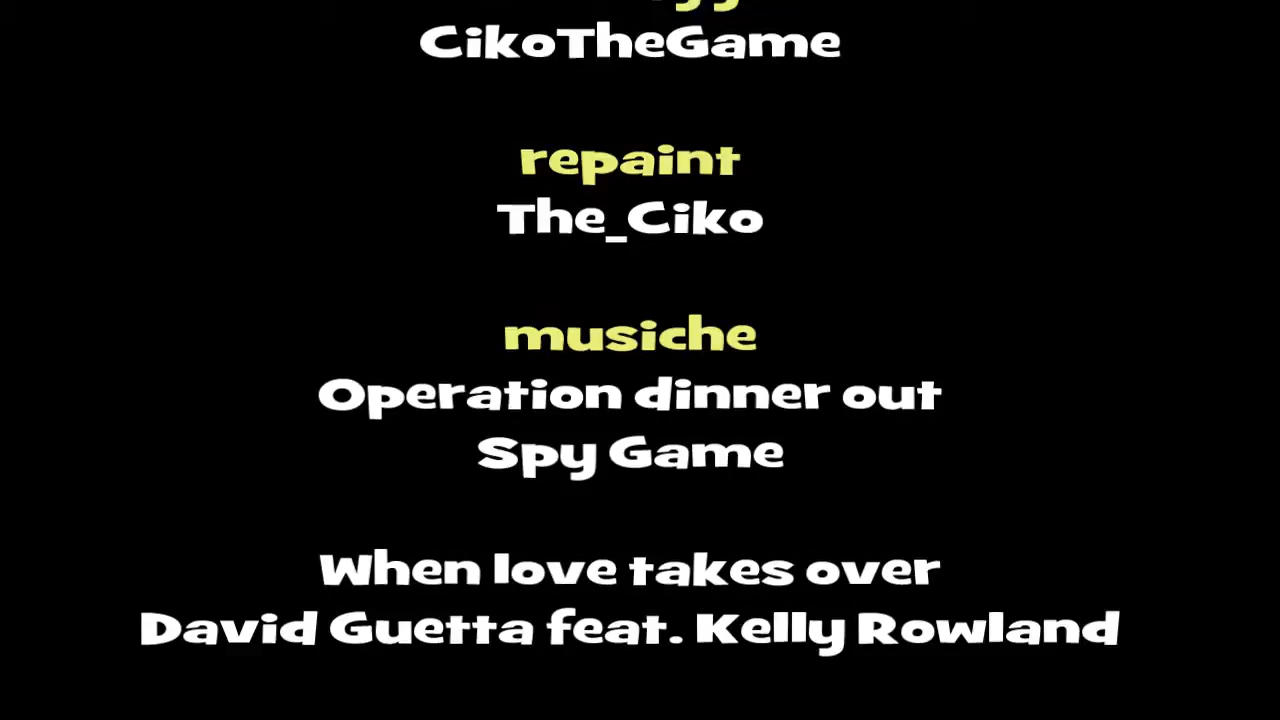 CikoTheGame
repaint
The_Ciko
musiche
Operation dinner out
Spy Game
When love takes over
David Guetta feat. Kelly Rowland